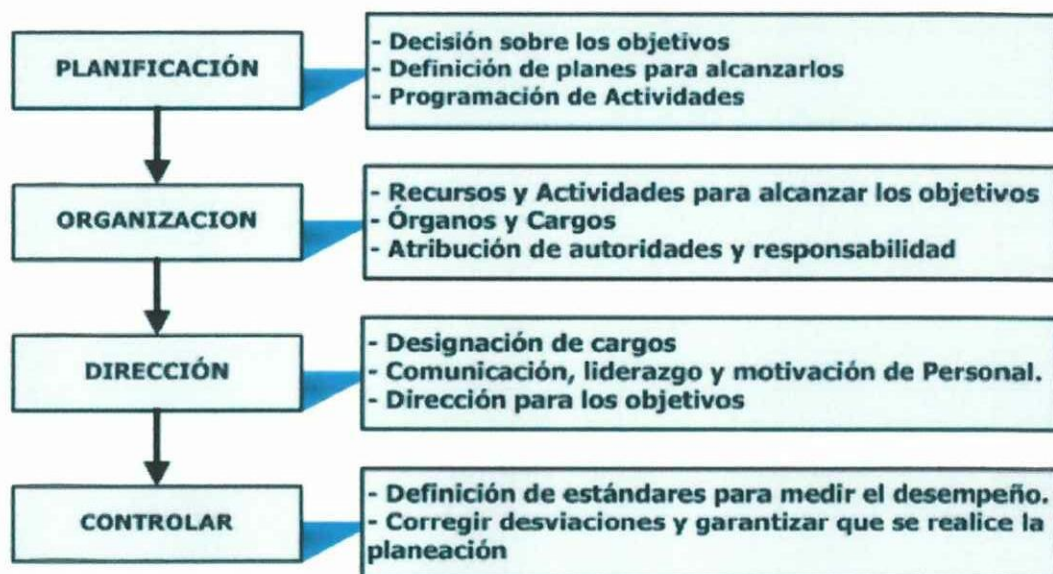 PLANIFICACIÓN
- Decisión sobre los objetivos
- Definición de planes para alcanzarlos
- Programación de Actividades
ORGANIZACION
- Recursos y Actividades para alcanzar los objetivos
- Órganos y Cargos
- Atribución de autoridades y responsabilidad
DIRECCIÓN
- Designación de cargos
- Comunicación, liderazgo y motivación de Personal.
- Dirección para los objetivos
CONTROLAR
- Definición de estándares para medir el desempeño.
- Corregir desviaciones y garantizar que se realice la
planeación